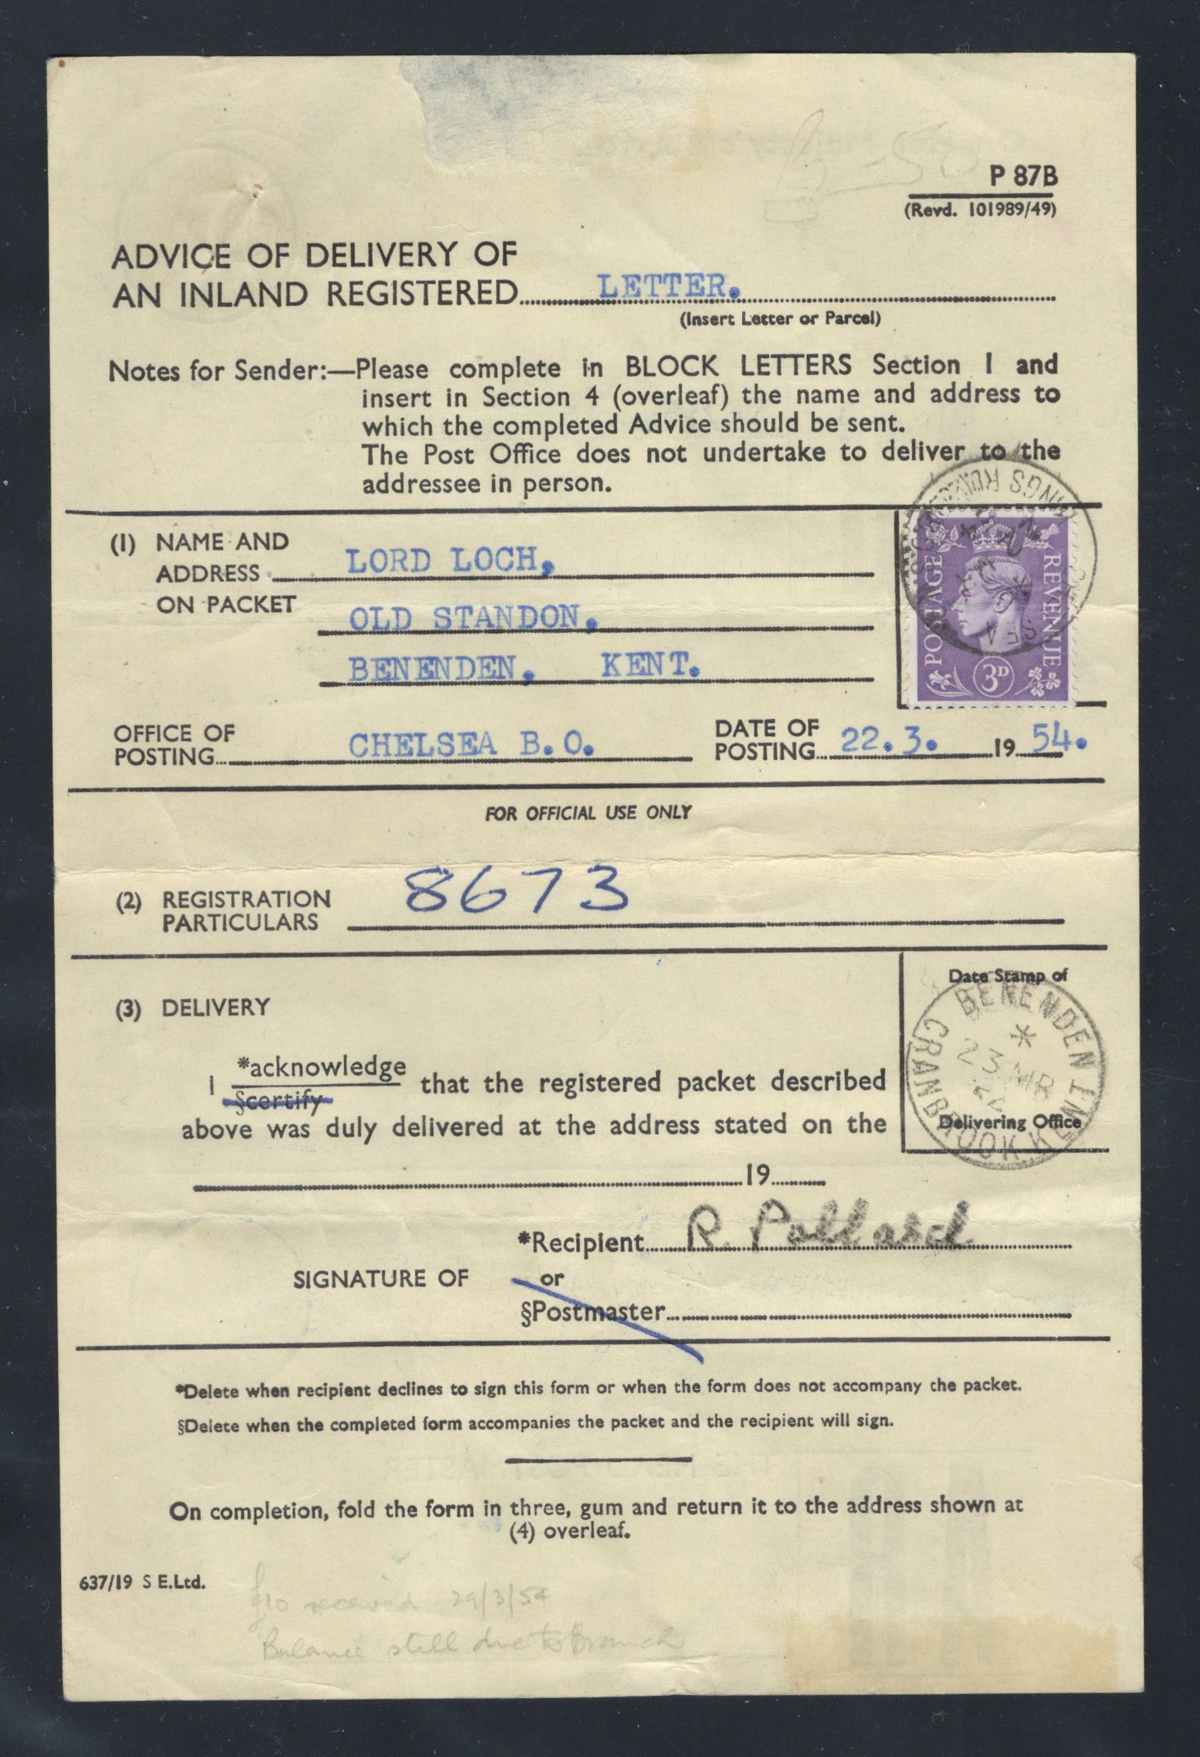 P 87B
(Revd. 101989/49)
ADVICE OF DELIVERY OF
AN INLAND REGISTERED LETTER.
(Insert Letter or Parcel)
Notes for Sender:—Please complete in BLOCK LETTERS Section 1 and
insert in Section 4 (overleaf) the name and address to
which the completed Advice should be sent.
The Post Office does not undertake to deliver to the
addressee in person.
(1) NAME AND
ADDRESS
ON PACKET
LORD LOCH,
OLD STANDON,
BENENDEN, KENT.
POSTAGE REVENUE
3D
OFFICE OF
POSTING CHELSEA B.O.
DATE OF
POSTING 22.3. 19 54.
FOR OFFICIAL USE ONLY
(2) REGISTRATION
PARTICULARS
8673
(3) DELIVERY
Date Stamp of
BENENDEN
23 MR
CRANBROOK KENT
Delivering Office
I *acknowledge
§certify
that the registered packet described
above was duly delivered at the address stated on the
19
SIGNATURE OF
*Recipient R. Pollard
or
§Postmaster
*Delete when recipient declines to sign this form or when the form does not accompany the packet.
§Delete when the completed form accompanies the packet and the recipient will sign.
On completion, fold the form in three, gum and return it to the address shown at
(4) overleaf.
637/19 S E.Ltd.
£10 received 29/3/54
Balance still due to Branch